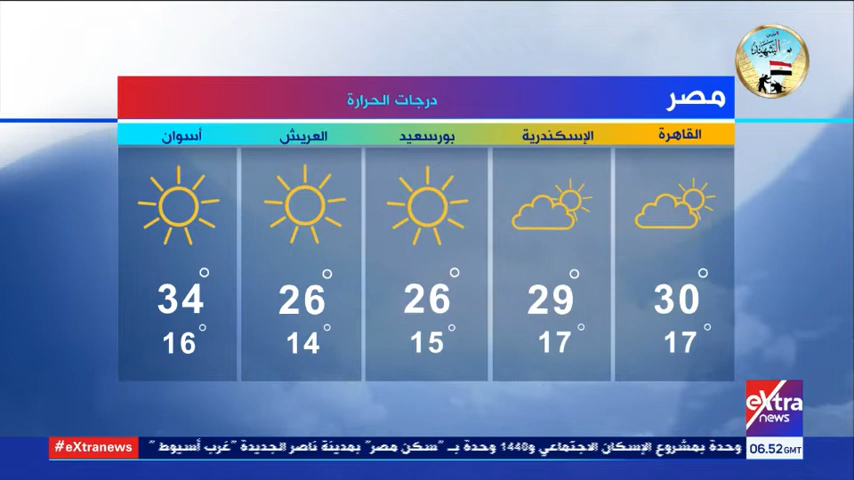 الشهيد
مصر
درجات الحرارة
القاهرة
الإسكندرية
بورسعيد
العريش
أسوان
30° 29° 26° 26° 34°
17° 17° 15° 14° 16°
eXtra
news
#eXtranews
وحدة بمشروع الإسكان الاجتماعي و1440 وحدة بـ "سكن مصر" بمدينة ناصر الجديدة "غرب أسيوط"
06.52 GMT